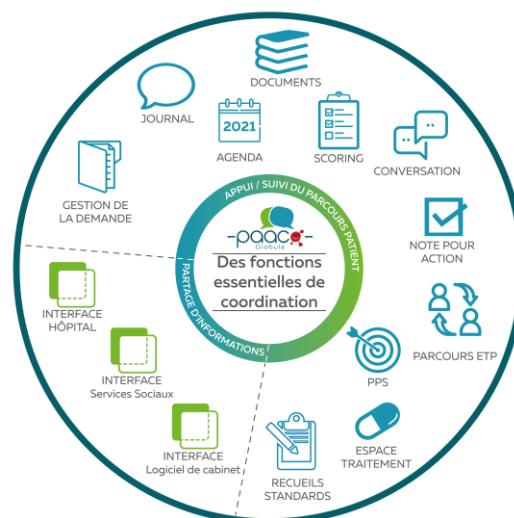 DOCUMENTS
JOURNAL
2021
AGENDA
SCORING
CONVERSATION
GESTION DE
LA DEMANDE
NOTE POUR
ACTION
APPUI / SUIVI DU PARCOURS PATIENT
-paaco-
Globule
Des fonctions
essentielles de
coordination
PARTAGE D'INFORMATIONS
INTERFACE
HÔPITAL
PARCOURS ETP
INTERFACE
Services Sociaux
PPS
INTERFACE
Logiciel de cabinet
ESPACE
TRAITEMENT
RECUEILS
STANDARDS